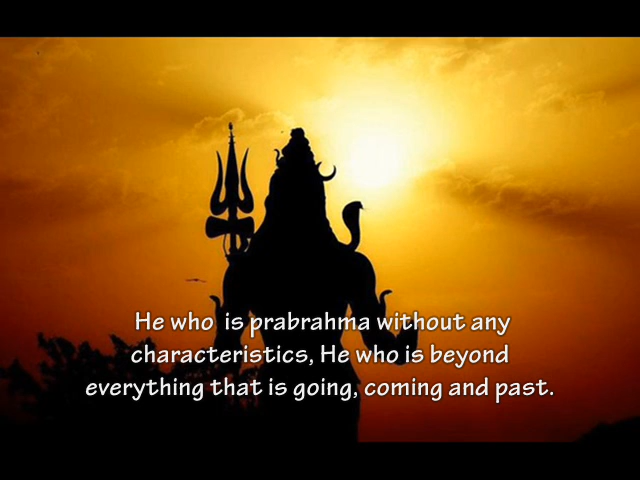 He who is prabrahma without any
characteristics, He who is beyond
everything that is going, coming and past.